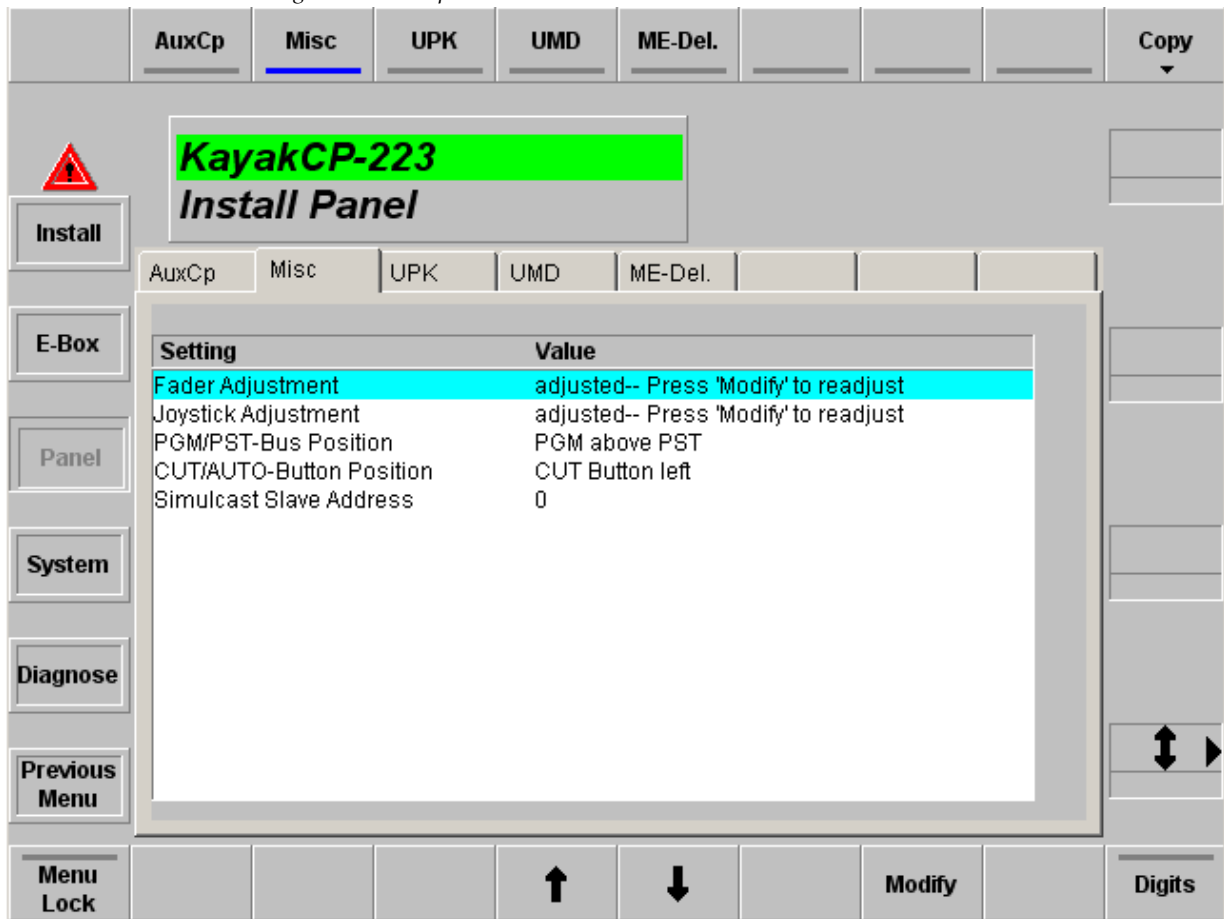 AuxCp Misc UPK UMD ME-Del. Copy
KayakCP-223
Install Panel
Install
AuxCp Misc UPK UMD ME-Del.
E-Box
Setting Value
Fader Adjustment adjusted-- Press 'Modify' to readjust
Joystick Adjustment adjusted-- Press 'Modify' to readjust
PGM/PST-Bus Position PGM above PST
Panel
CUT/AUTO-Button Position CUT Button left
Simulcast Slave Address 0
System
Diagnose
Previous
Menu
Menu
Lock
Modify
Digits